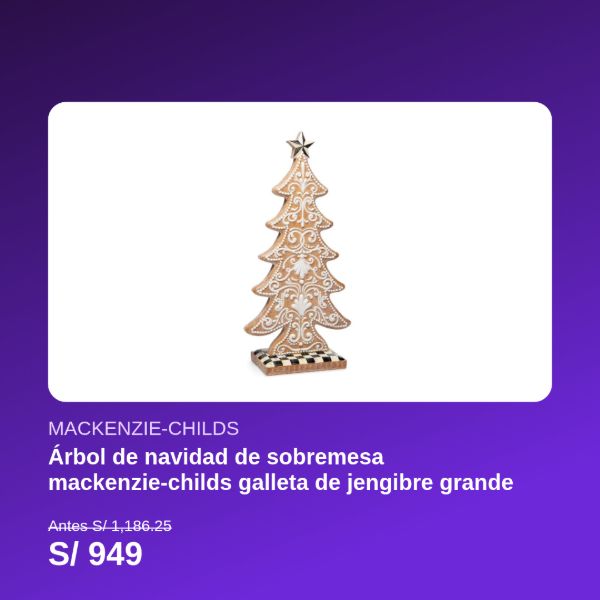 MACKENZIE-CHILDS
Árbol de navidad de sobremesa
mackenzie-childs galleta de jengibre grande
Antes S/ 1,186.25
S/ 949